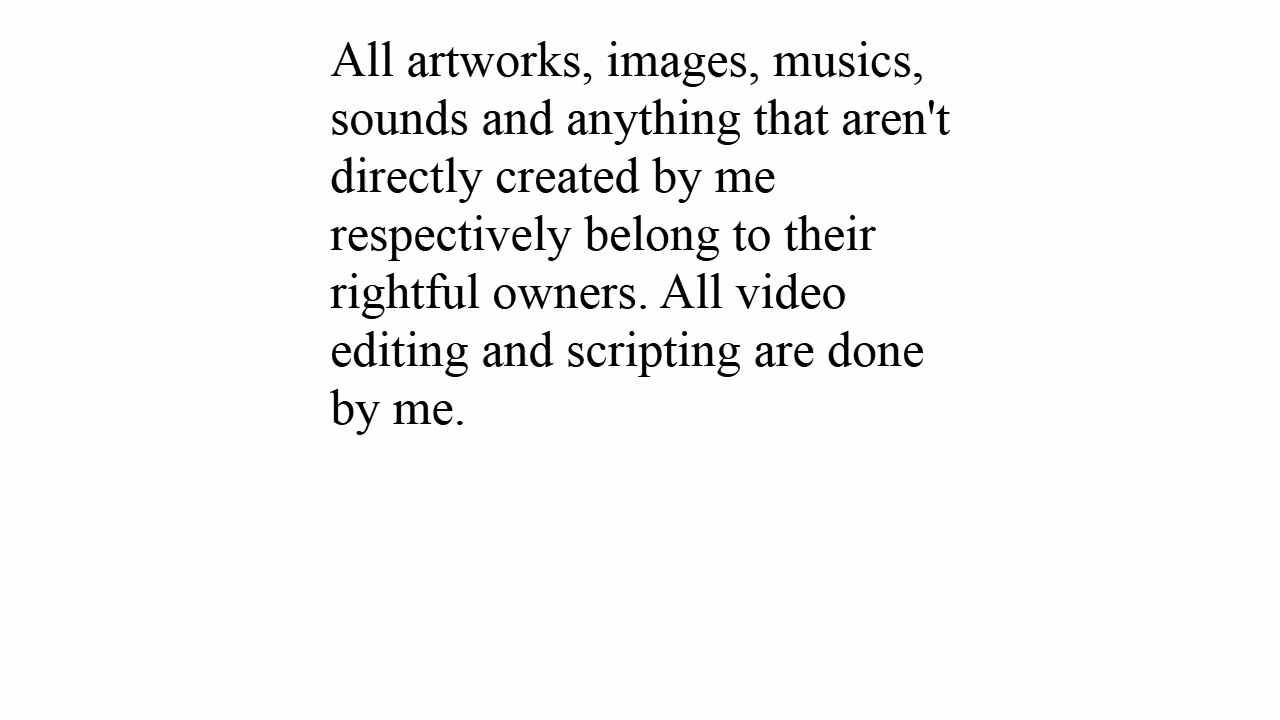 All artworks, images, musics,
sounds and anything that aren't
directly created by me
respectively belong to their
rightful owners. All video
editing and scripting are done
by me.